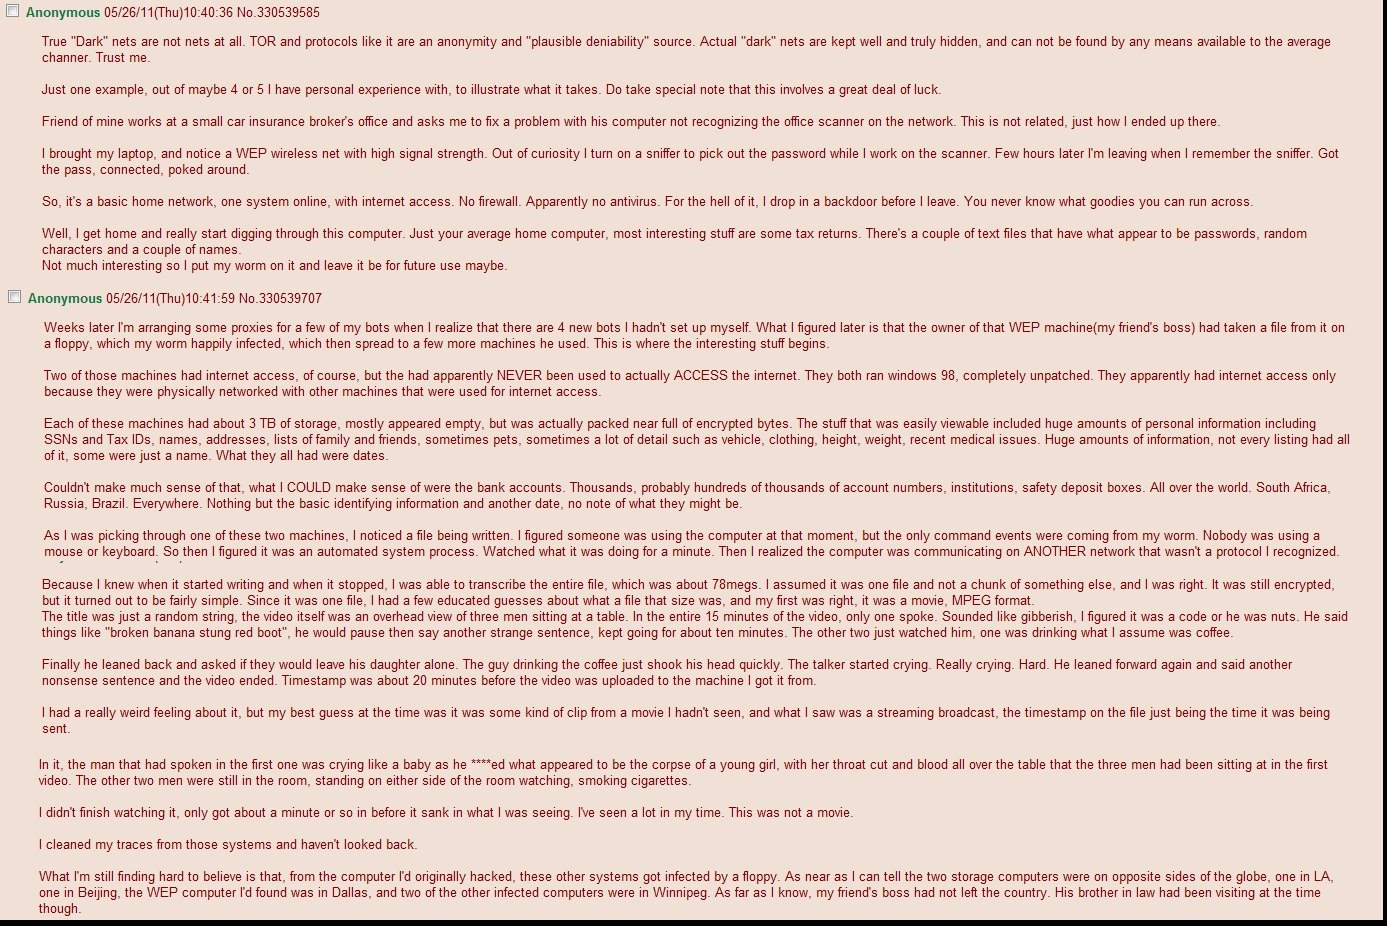 Anonymous 05/26/11(Thu)10:40:36 No.330539585
True "Dark" nets are not nets at all. TOR and protocols like it are an anonymity and "plausible deniability" source. Actual "dark" nets are kept well and truly hidden, and can not be found by any means available to the average
channer. Trust me.
Just one example, out of maybe 4 or 5 I have personal experience with, to illustrate what it takes. Do take special note that this involves a great deal of luck.
Friend of mine works at a small car insurance broker's office and asks me to fix a problem with his computer not recognizing the office scanner on the network. This is not related, just how I ended up there.
I brought my laptop, and notice a WEP wireless net with high signal strength. Out of curiosity I turn on a sniffer to pick out the password while I work on the scanner. Few hours later I'm leaving when I remember the sniffer. Got
the pass, connected, poked around.
So, it's a basic home network, one system online, with internet access. No firewall. Apparently no antivirus. For the hell of it, I drop in a backdoor before I leave. You never know what goodies you can run across.
Well, I get home and really start digging through this computer. Just your average home computer, most interesting stuff are some tax returns. There's a couple of text files that have what appear to be passwords, random
characters and a couple of names.
Not much interesting so I put my worm on it and leave it be for future use maybe.
Anonymous 05/26/11(Thu)10:41:59 No.330539707
Weeks later I'm arranging some proxies for a few of my bots when I realize that there are 4 new bots I hadn't set up myself. What I figured later is that the owner of that WEP machine(my friend's boss) had taken a file from it on
a floppy, which my worm happily infected, which then spread to a few more machines he used. This is where the interesting stuff begins.
Two of those machines had internet access, of course, but the had apparently NEVER been used to actually ACCESS the internet. They both ran windows 98, completely unpatched. They apparently had internet access only
because they were physically networked with other machines that were used for internet access.
Each of these machines had about 3 TB of storage, mostly appeared empty, but was actually packed near full of encrypted bytes. The stuff that was easily viewable included huge amounts of personal information including
SSNs and Tax IDs, names, addresses, lists of family and friends, sometimes pets, sometimes a lot of detail such as vehicle, clothing, height, weight, recent medical issues. Huge amounts of information, not every listing had all
of it, some were just a name. What they all had were dates.
Couldn't make much sense of that, what I COULD make sense of were the bank accounts. Thousands, probably hundreds of thousands of account numbers, institutions, safety deposit boxes. All over the world. South Africa,
Russia, Brazil. Everywhere. Nothing but the basic identifying information and another date, no note of what they might be.
As I was picking through one of these two machines, I noticed a file being written. I figured someone was using the computer at that moment, but the only command events were coming from my worm. Nobody was using a
mouse or keyboard. So then I figured it was an automated system process. Watched what it was doing for a minute. Then I realized the computer was communicating on ANOTHER network that wasn't a protocol I recognized.
Because I knew when it started writing and when it stopped, I was able to transcribe the entire file, which was about 78megs. I assumed it was one file and not a chunk of something else, and I was right. It was still encrypted,
but it turned out to be fairly simple. Since it was one file, I had a few educated guesses about what a file that size was, and my first was right, it was a movie, MPEG format.
The title was just a random string, the video itself was an overhead view of three men sitting at a table. In the entire 15 minutes of the video, only one spoke. Sounded like gibberish, I figured it was a code or he was nuts. He said
things like "broken banana stung red boot", he would pause then say another strange sentence, kept going for about ten minutes. The other two just watched him, one was drinking what I assume was coffee.
Finally he leaned back and asked if they would leave his daughter alone. The guy drinking the coffee just shook his head quickly. The talker started crying. Really crying. Hard. He leaned forward again and said another
nonsense sentence and the video ended. Timestamp was about 20 minutes before the video was uploaded to the machine I got it from.
I had a really weird feeling about it, but my best guess at the time was it was some kind of clip from a movie I hadn't seen, and what I saw was a streaming broadcast, the timestamp on the file just being the time it was being
sent.
In it, the man that had spoken in the first one was crying like a baby as he ****ed what appeared to be the corpse of a young girl, with her throat cut and blood all over the table that the three men had been sitting at in the first
video. The other two men were still in the room, standing on either side of the room watching, smoking cigarettes.
I didn't finish watching it, only got about a minute or so in before it sank in what I was seeing. I've seen a lot in my time. This was not a movie.
I cleaned my traces from those systems and haven't looked back.
What I'm still finding hard to believe is that, from the computer I'd originally hacked, these other systems got infected by a floppy. As near as I can tell the two storage computers were on opposite sides of the globe, one in LA,
one in Beijing, the WEP computer I'd found was in Dallas, and two of the other infected computers were in Winnipeg. As far as I know, my friend's boss had not left the country. His brother in law had been visiting at the time
though.